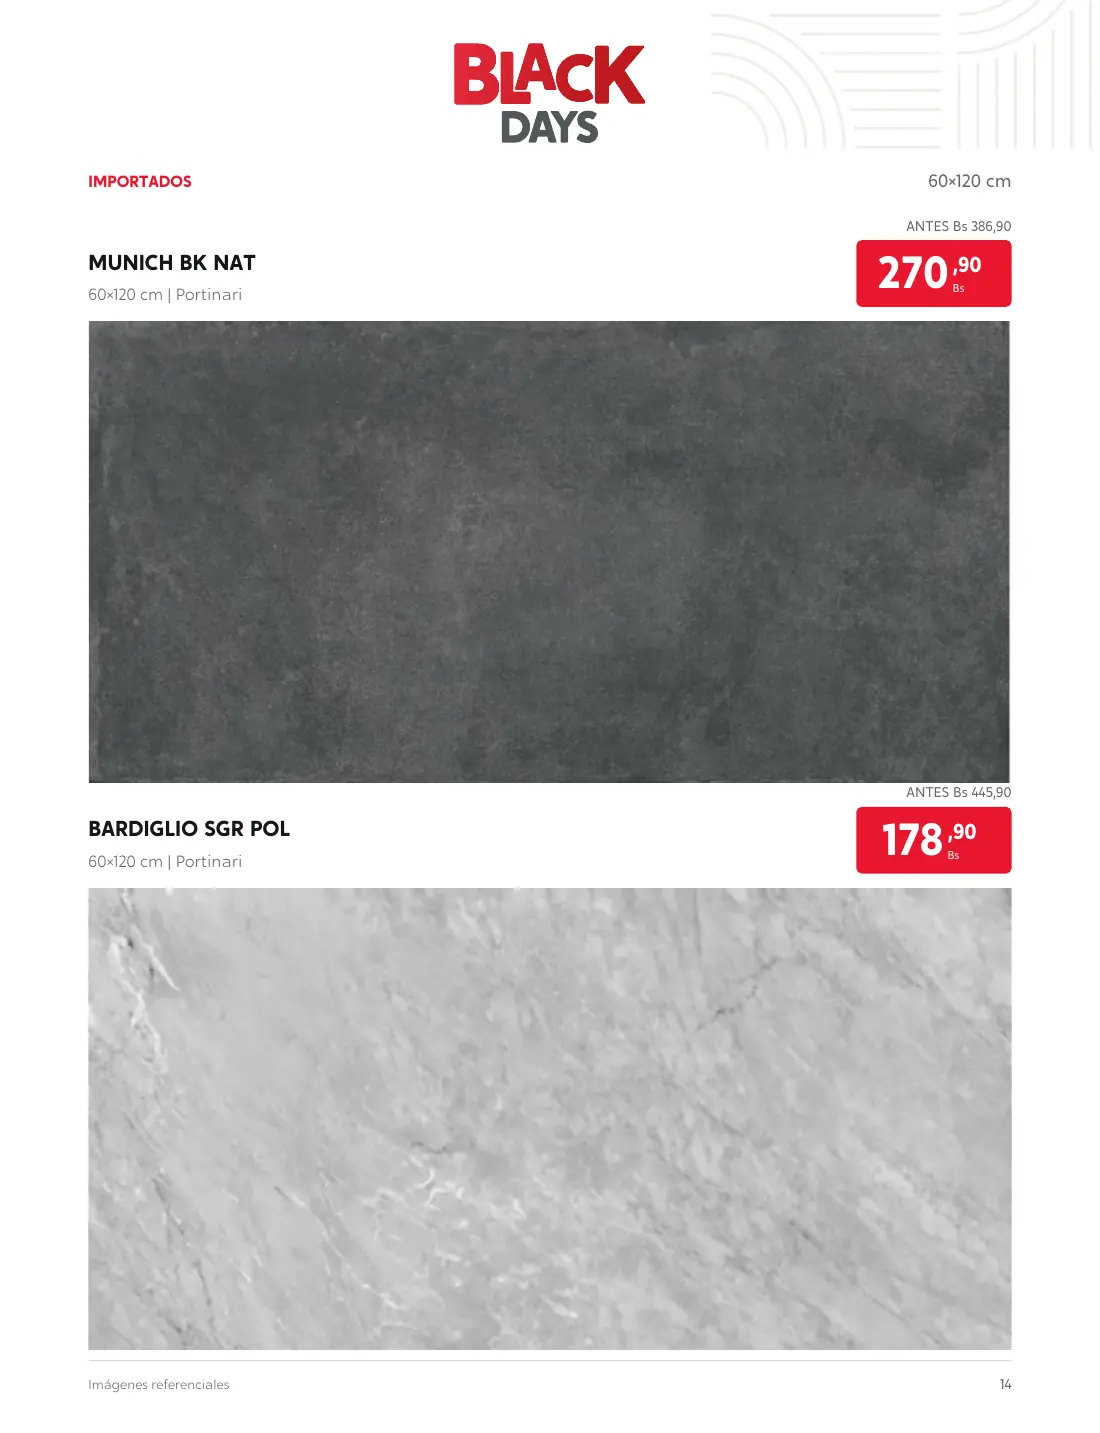 BLACK
DAYS
IMPORTADOS
60×120 cm
ANTES Bs 386,90
MUNICH BK NAT
270,90
Bs
60×120 cm | Portinari
ANTES Bs 445,90
BARDIGLIO SGR POL
178,90
Bs
60×120 cm | Portinari
Imágenes referenciales
14